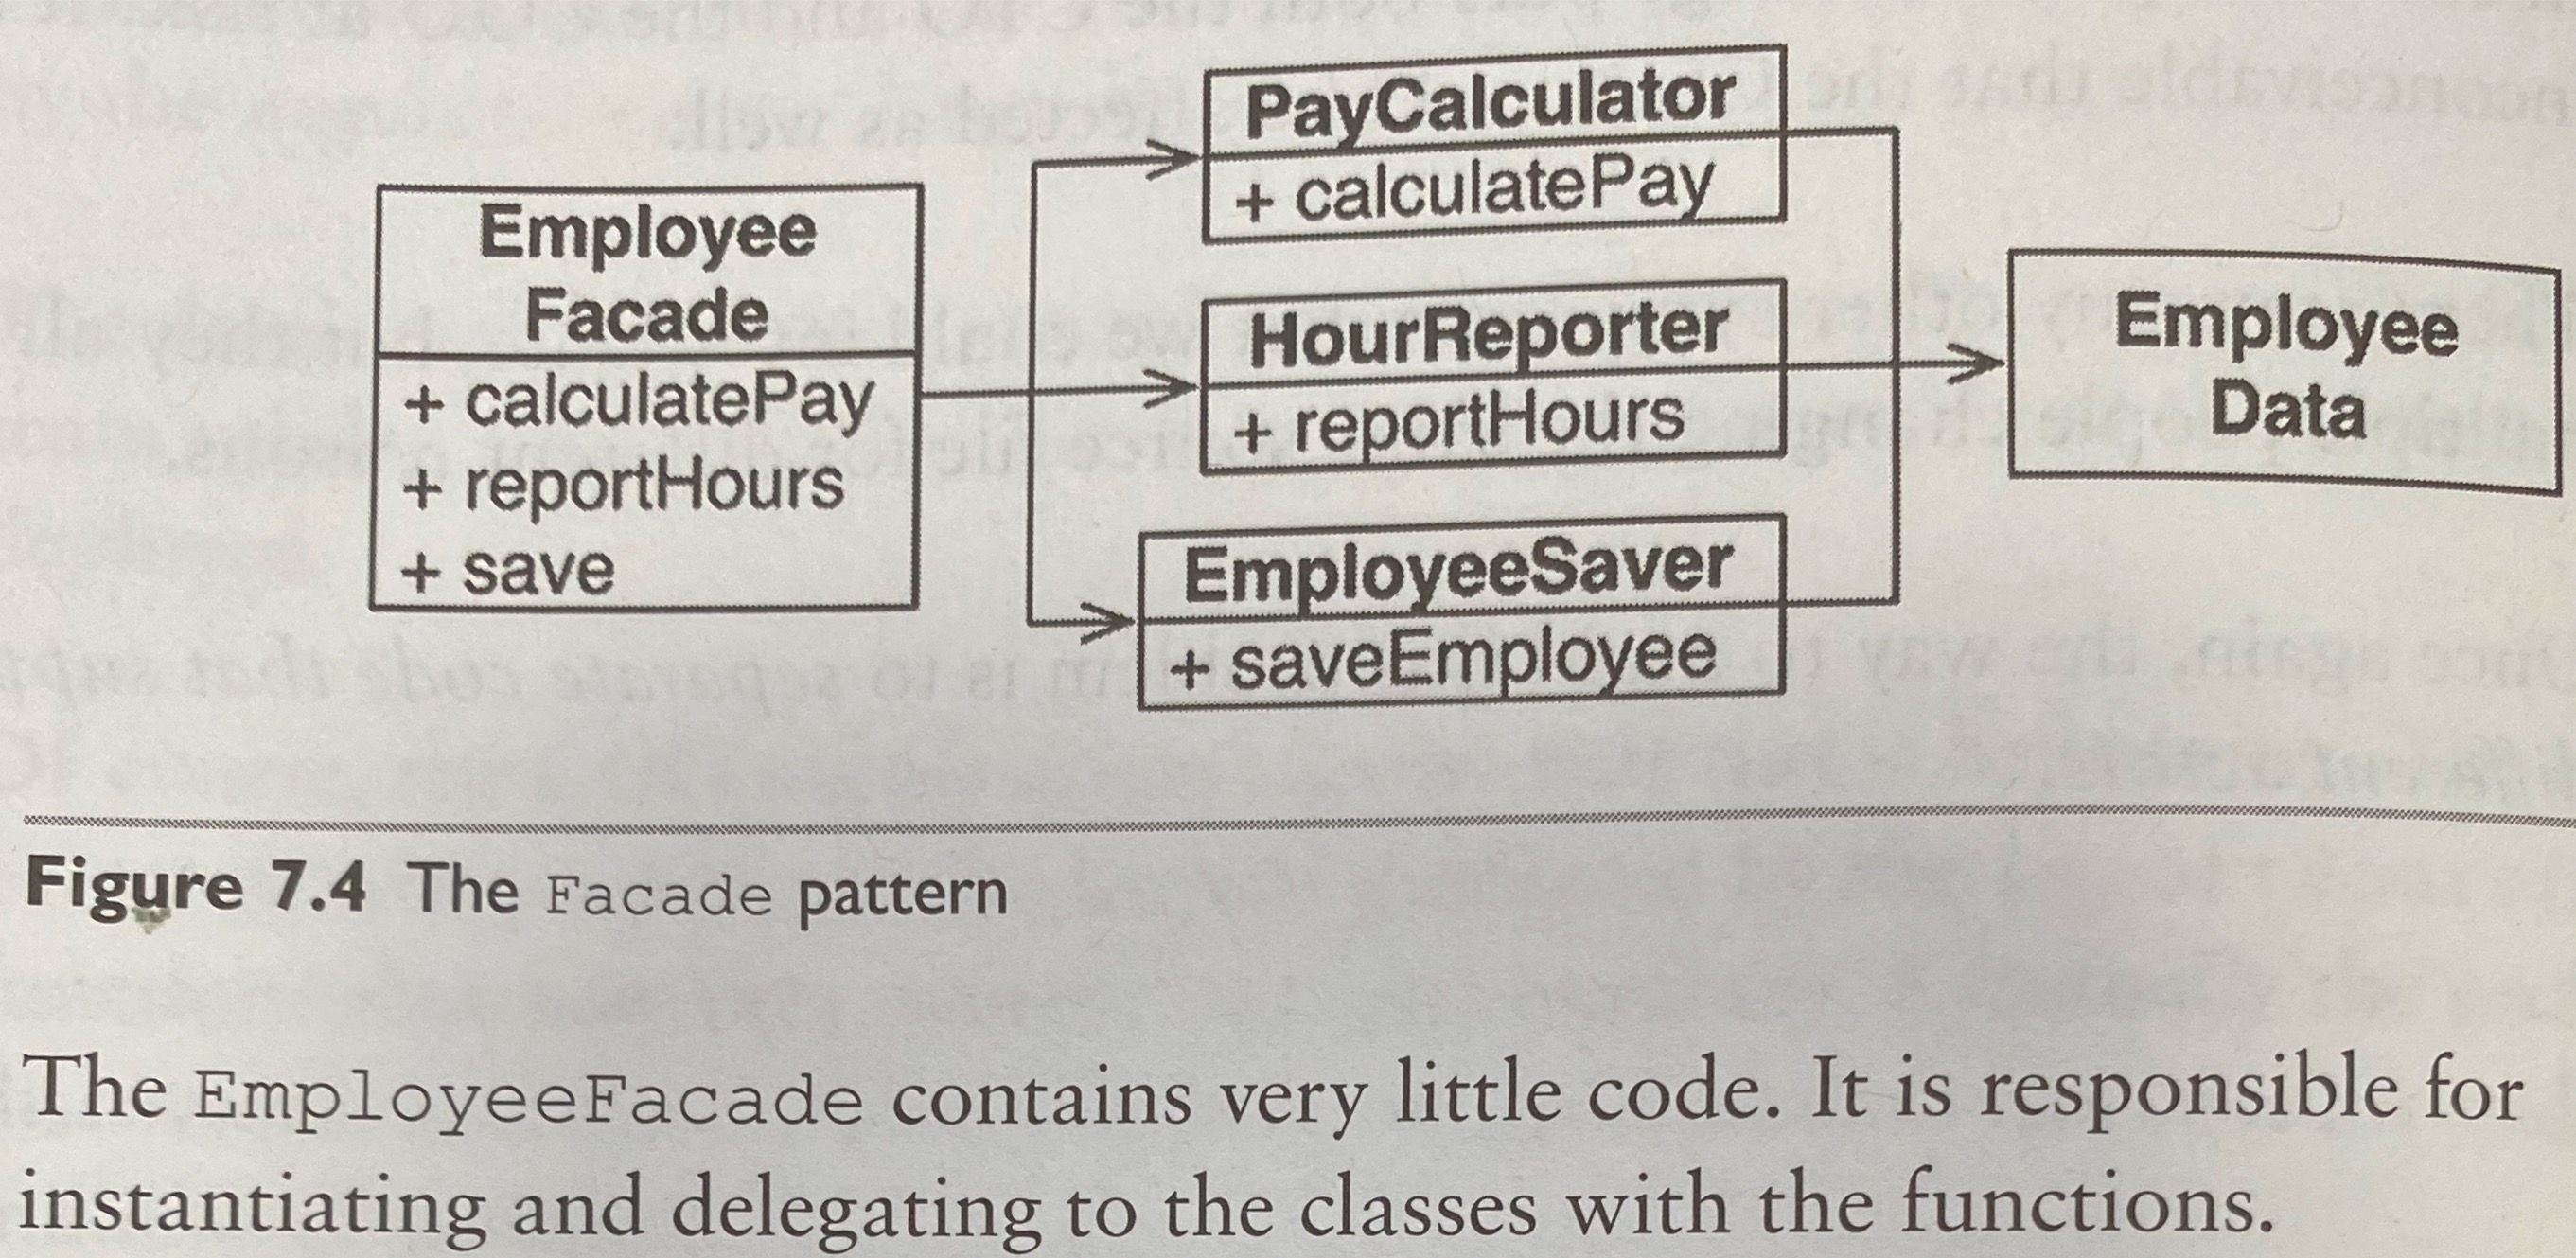 Employee
Facade
+ calculatePay
+ reportHours
+ save
PayCalculator
+ calculatePay
HourReporter
+ reportHours
EmployeeSaver
+ saveEmployee
Employee
Data
Figure 7.4 The Facade pattern
The EmployeeFacade contains very little code. It is responsible for
instantiating and delegating to the classes with the functions.